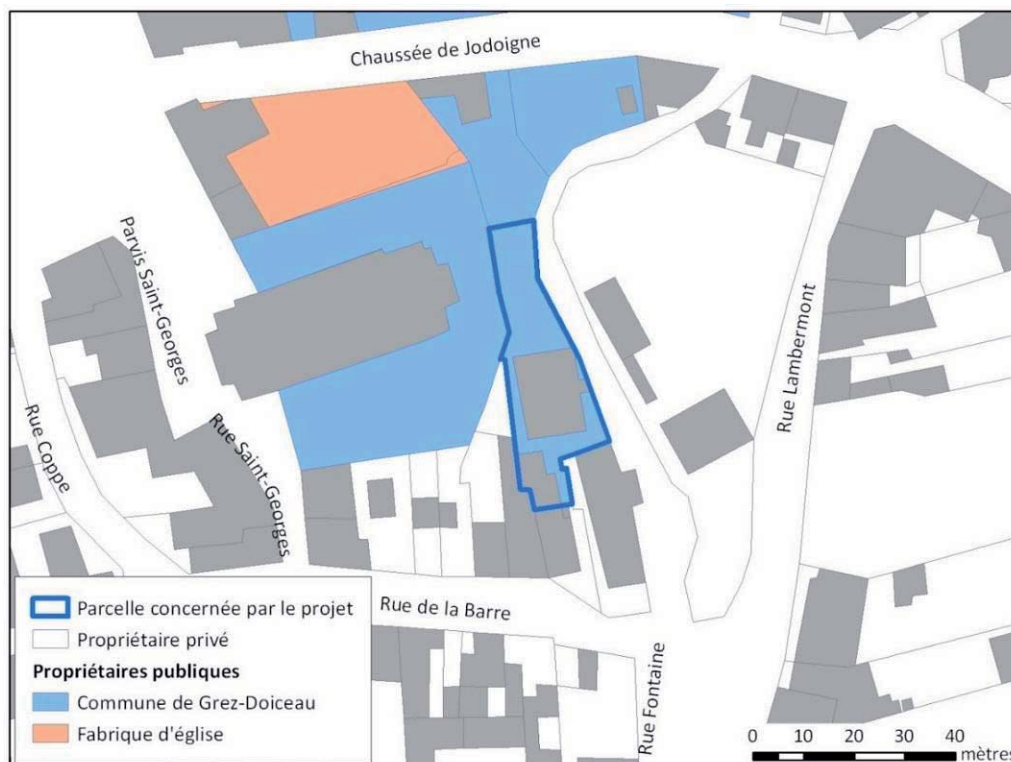 Chaussée de Jodoigne
Parvis Saint-Georges
Rue Lambermont
Rue Coppe
Rue Saint-Georges
Rue de la Barre
Rue Fontaine
Parcelle concernée par le projet
Propriétaire privé
Propriétaires publiques
Commune de Grez-Doiceau
Fabrique d'église
0 10 20 30 40
mètres